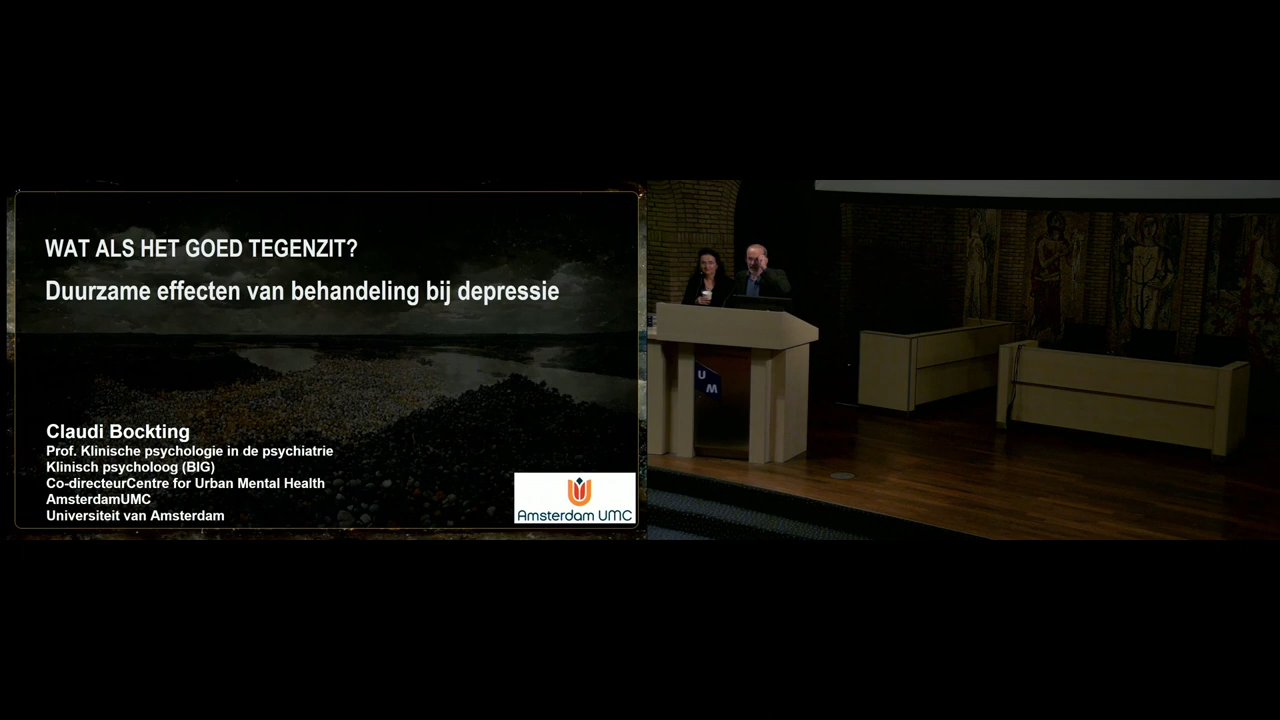 WAT ALS HET GOED TEGENZIT?
Duurzame effecten van behandeling bij depressie
Claudi Bockting
Prof. Klinische psychologie in de psychiatrie
Klinisch psycholoog (BIG)
Co-directeurCentre for Urban Mental Health
AmsterdamUMC
Universiteit van Amsterdam
Amsterdam UMC
U
M